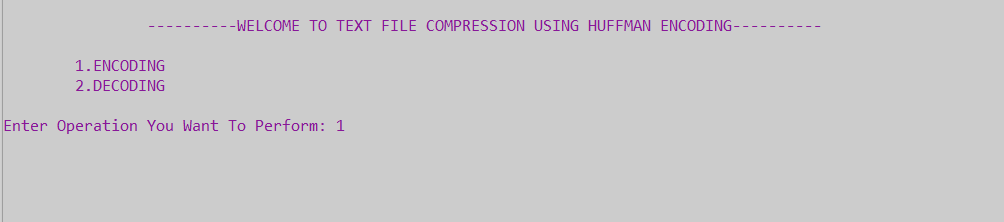 ----------WELCOME TO TEXT FILE COMPRESSION USING HUFFMAN ENCODING----------
1.ENCODING
2.DECODING
Enter Operation You Want To Perform: 1